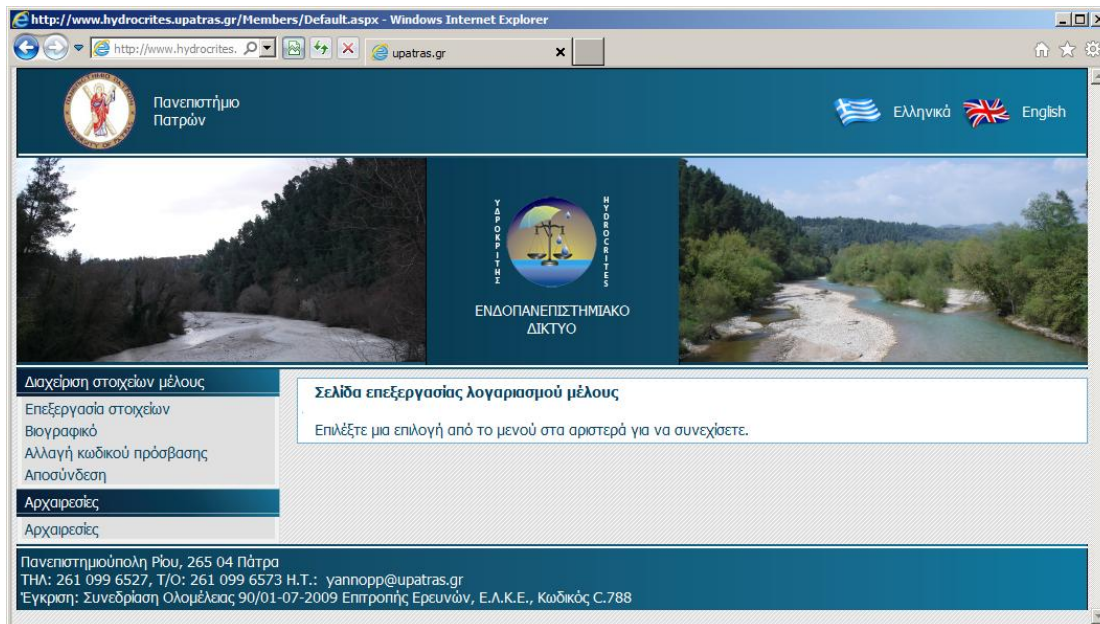 http://www.hydrocrites.upatras.gr/Members/Default.aspx - Windows Internet Explorer
http://www.hydrocrites.
upatras.gr
Πανεπιστήμιο
Πατρών
Ελληνικά
English
ΥΔΡΟΚΡΙΤΗΣ
HYDROCRITES
ΕΝΔΟΠΑΝΕΠΙΣΤΗΜΙΑΚΟ
ΔΙΚΤΥΟ
Διαχείριση στοιχείων μέλους
Επεξεργασία στοιχείων
Βιογραφικό
Αλλαγή κωδικού πρόσβασης
Αποσύνδεση
Αρχαιρεσίες
Αρχαιρεσίες
Σελίδα επεξεργασίας λογαριασμού μέλους
Επιλέξτε μια επιλογή από το μενού στα αριστερά για να συνεχίσετε.
Πανεπιστημιούπολη Ρίου, 265 04 Πάτρα
ΤΗΛ: 261 099 6527, Τ/Ο: 261 099 6573 Η.Τ.: yannopp@upatras.gr
Έγκριση: Συνεδρίαση Ολομέλειας 90/01-07-2009 Επιτροπής Ερευνών, Ε.Λ.Κ.Ε., Κωδικός C.788